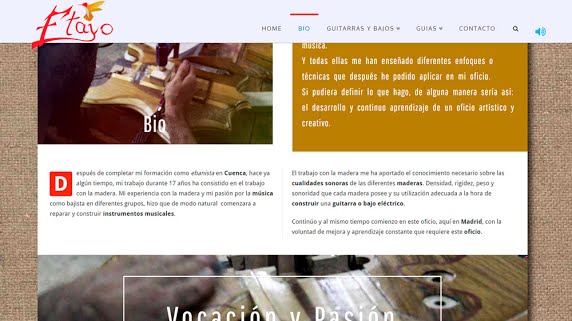 Etayo
HOME BIO GUITARRAS Y BAJOS GUIAS CONTACTO
música.
Y todas ellas me han enseñado diferentes enfoques o
técnicas que después he podido aplicar en mi oficio.
Si pudiera definir lo que hago, de alguna manera sería así:
el desarrollo y continuo aprendizaje de un oficio artístico y
creativo.
Bio
Después de completar mi formación como ebanista en Cuenca, hace ya
algún tiempo, mi trabajo durante 17 años ha consistido en el trabajo
con la madera. Mi experiencia con la madera y mi pasión por la música
como bajista en diferentes grupos, hizo que de modo natural comenzara a
reparar y construir instrumentos musicales.
El trabajo con la madera me ha aportado el conocimiento necesario sobre las
cualidades sonoras de las diferentes maderas. Densidad, rigidez, peso y
sonoridad que cada madera posee y su utilización adecuada a la hora de
construir una guitarra o bajo eléctrico.
Continúo y al mismo tiempo comienzo en este oficio, aquí en Madrid, con la
voluntad de mejora y aprendizaje constante que requiere este oficio.
Vocación y Pasión